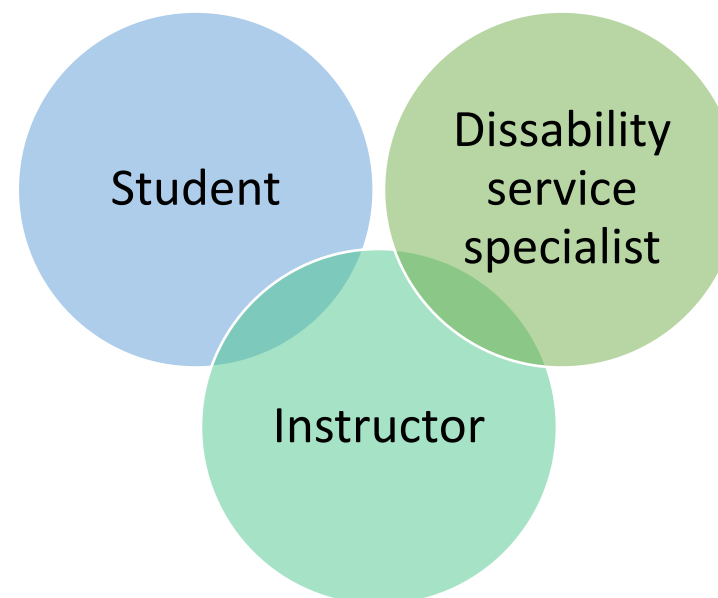 Student
Dissability
service
specialist
Instructor